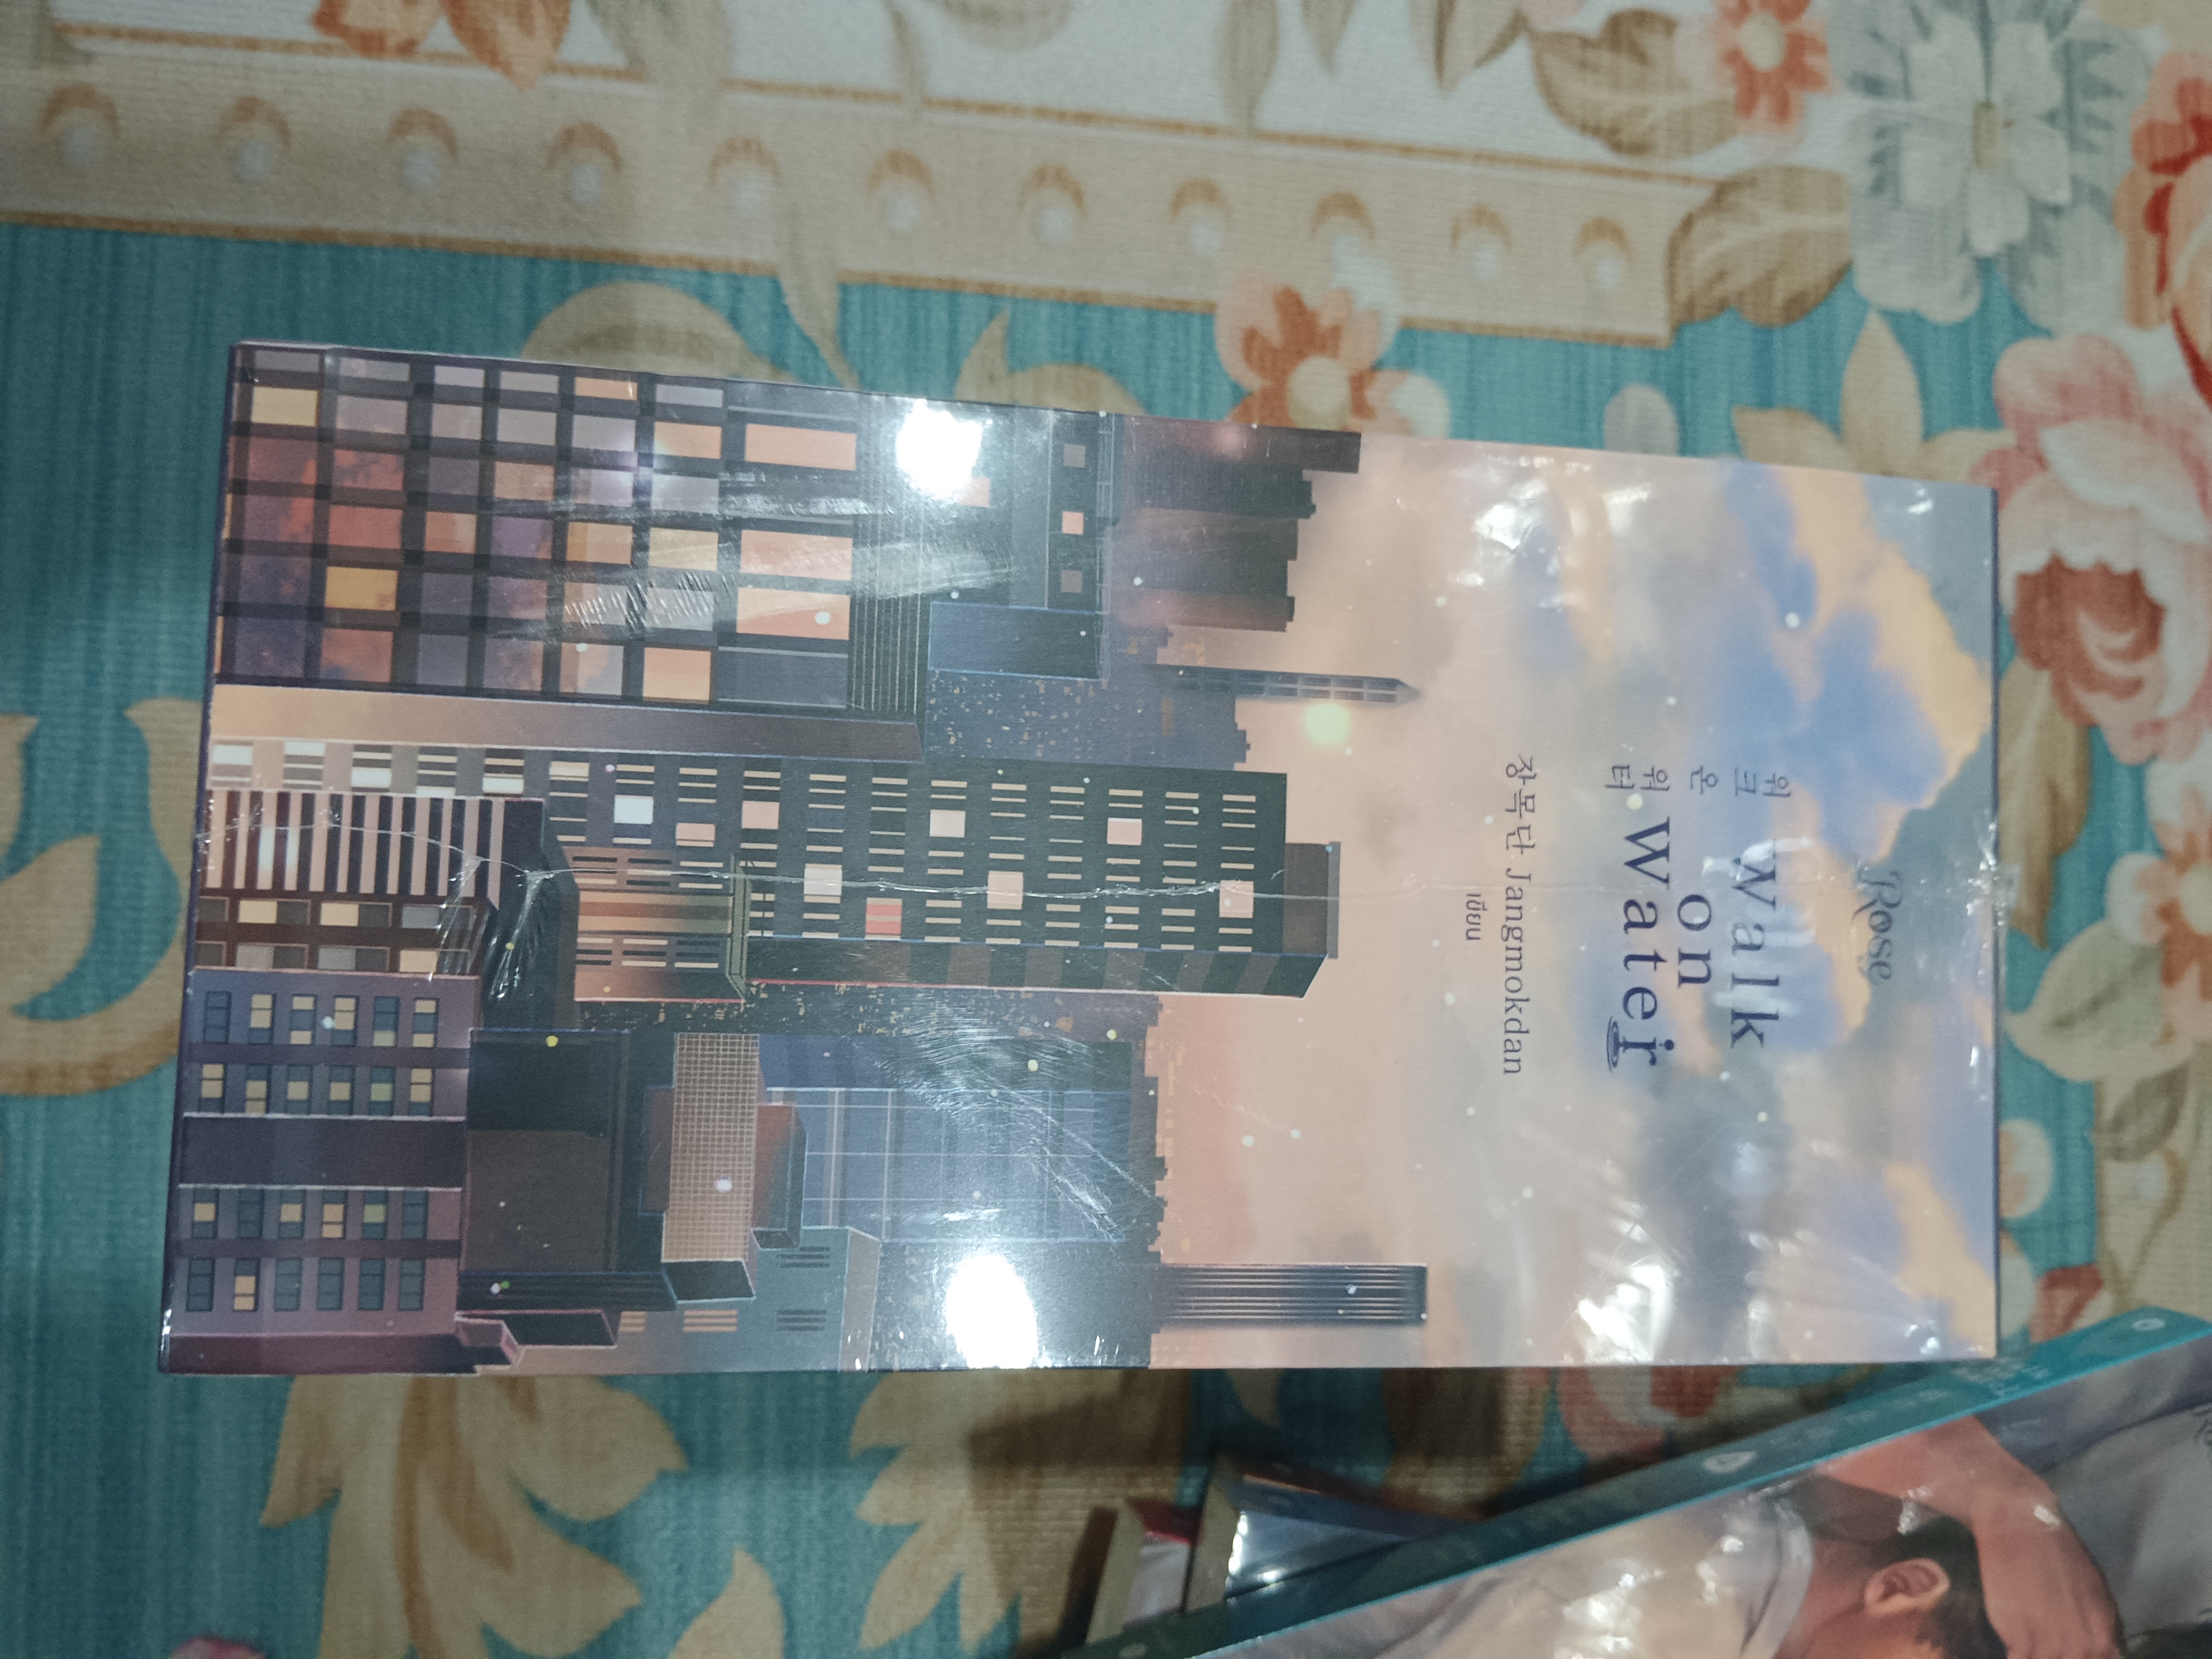 Rose
워크 Walk
온 on
워터 Water
장목단 Jangmokdan
เขียน